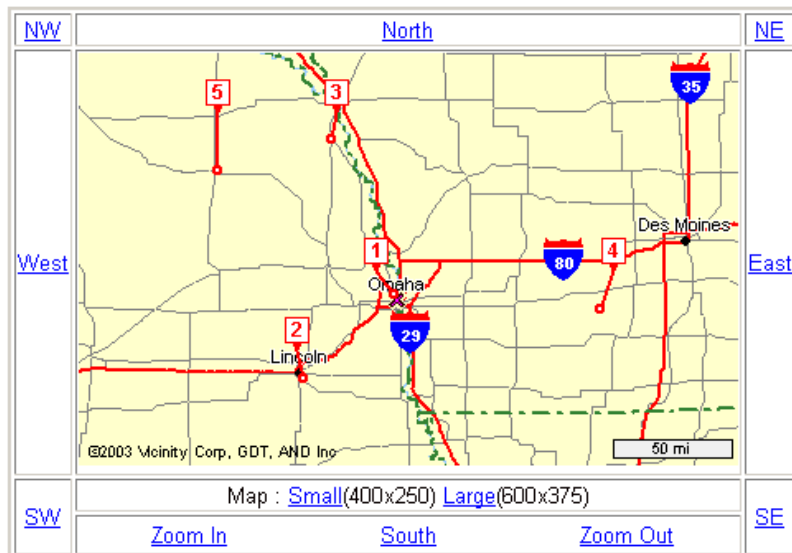 NW North NE
5 3
35
Des Moines
West 1 4 East
80
Omaha
2 29
Lincoln
©2003 Vicinity Corp, GDT, AND Inc 50 mi
SW Map : Small(400x250) Large(600x375) SE
Zoom In South Zoom Out